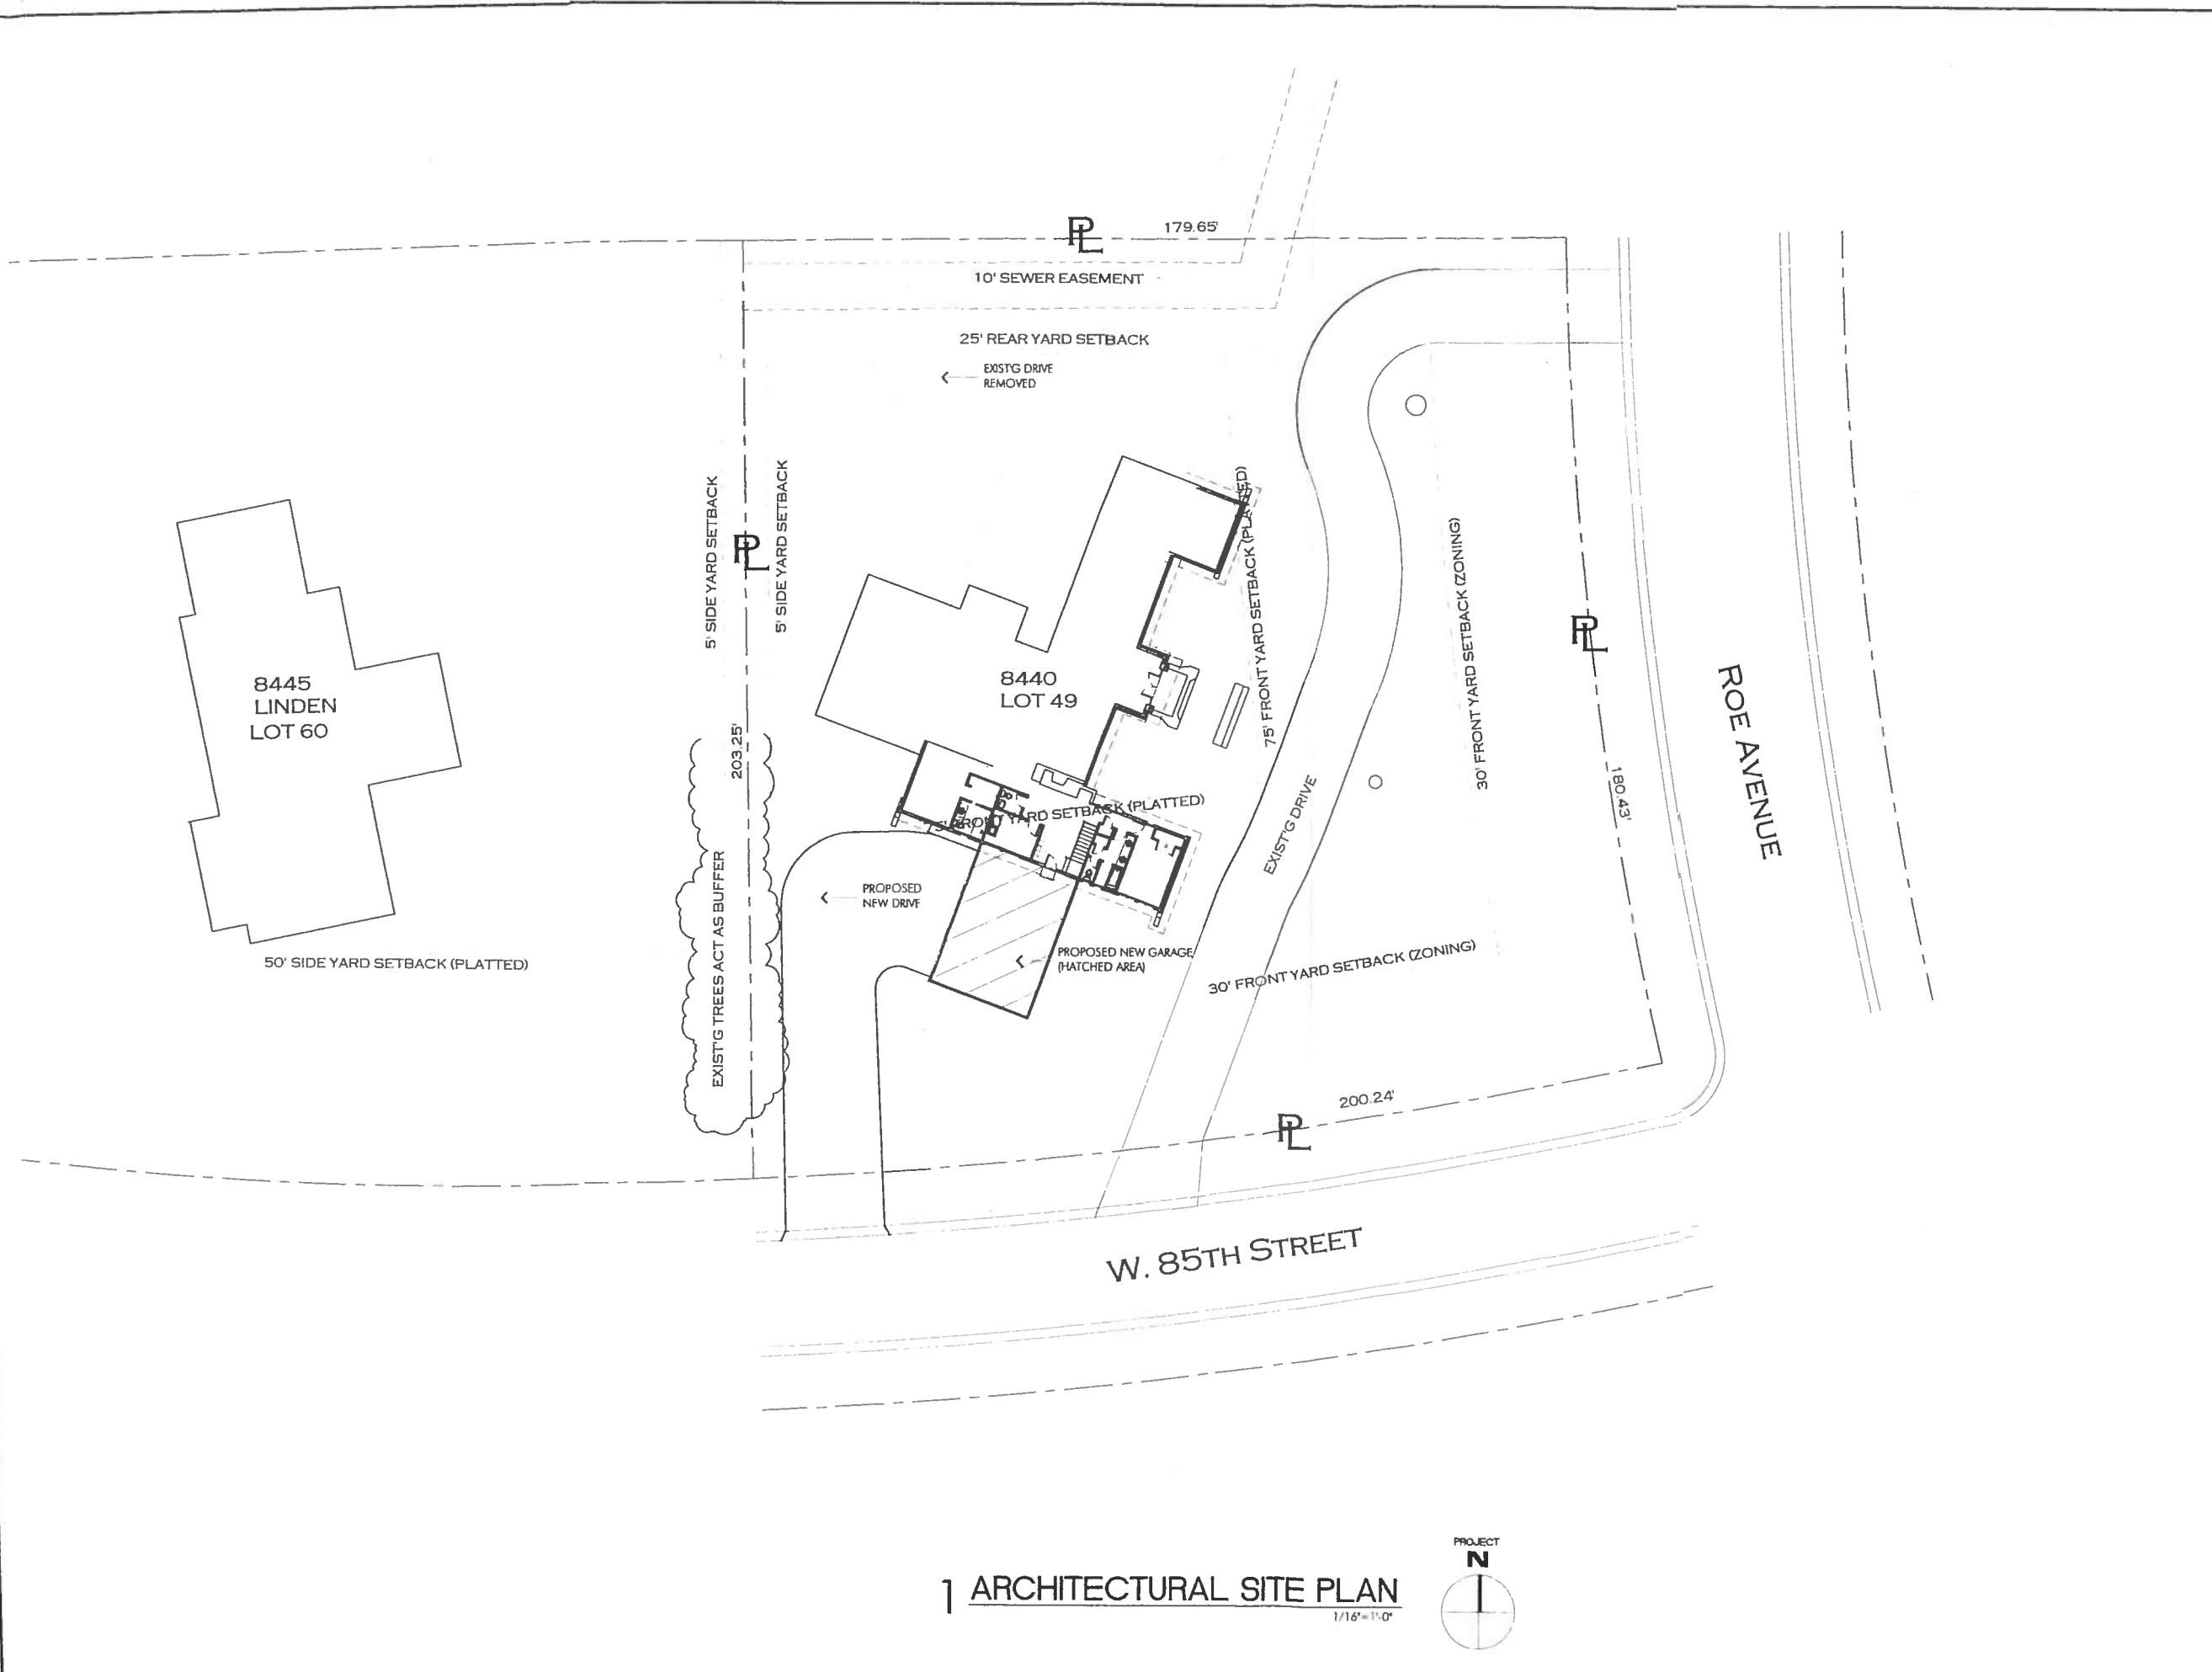 PL
179.65'
10' SEWER EASEMENT
25' REAR YARD SETBACK
EXIST'G DRIVE
REMOVED
5' SIDE YARD SETBACK
PL
5' SIDE YARD SETBACK
75' FRONT YARD SETBACK (PLATTED)
30' FRONT YARD SETBACK (ZONING)
PL
ROE AVENUE
8445
LINDEN
LOT 60
8440
LOT 49
203.25'
180.43'
EXIST'G DRIVE
FRONT YARD SETBACK (PLATTED)
EXIST'G TREES ACT AS BUFFER
PROPOSED
NEW DRIVE
PROPOSED NEW GARAGE
(HATCHED AREA)
50' SIDE YARD SETBACK (PLATTED)
30' FRONT YARD SETBACK (ZONING)
200.24'
PL
W. 85TH STREET
PROJECT
N
1 ARCHITECTURAL SITE PLAN
1/16"=1'-0"